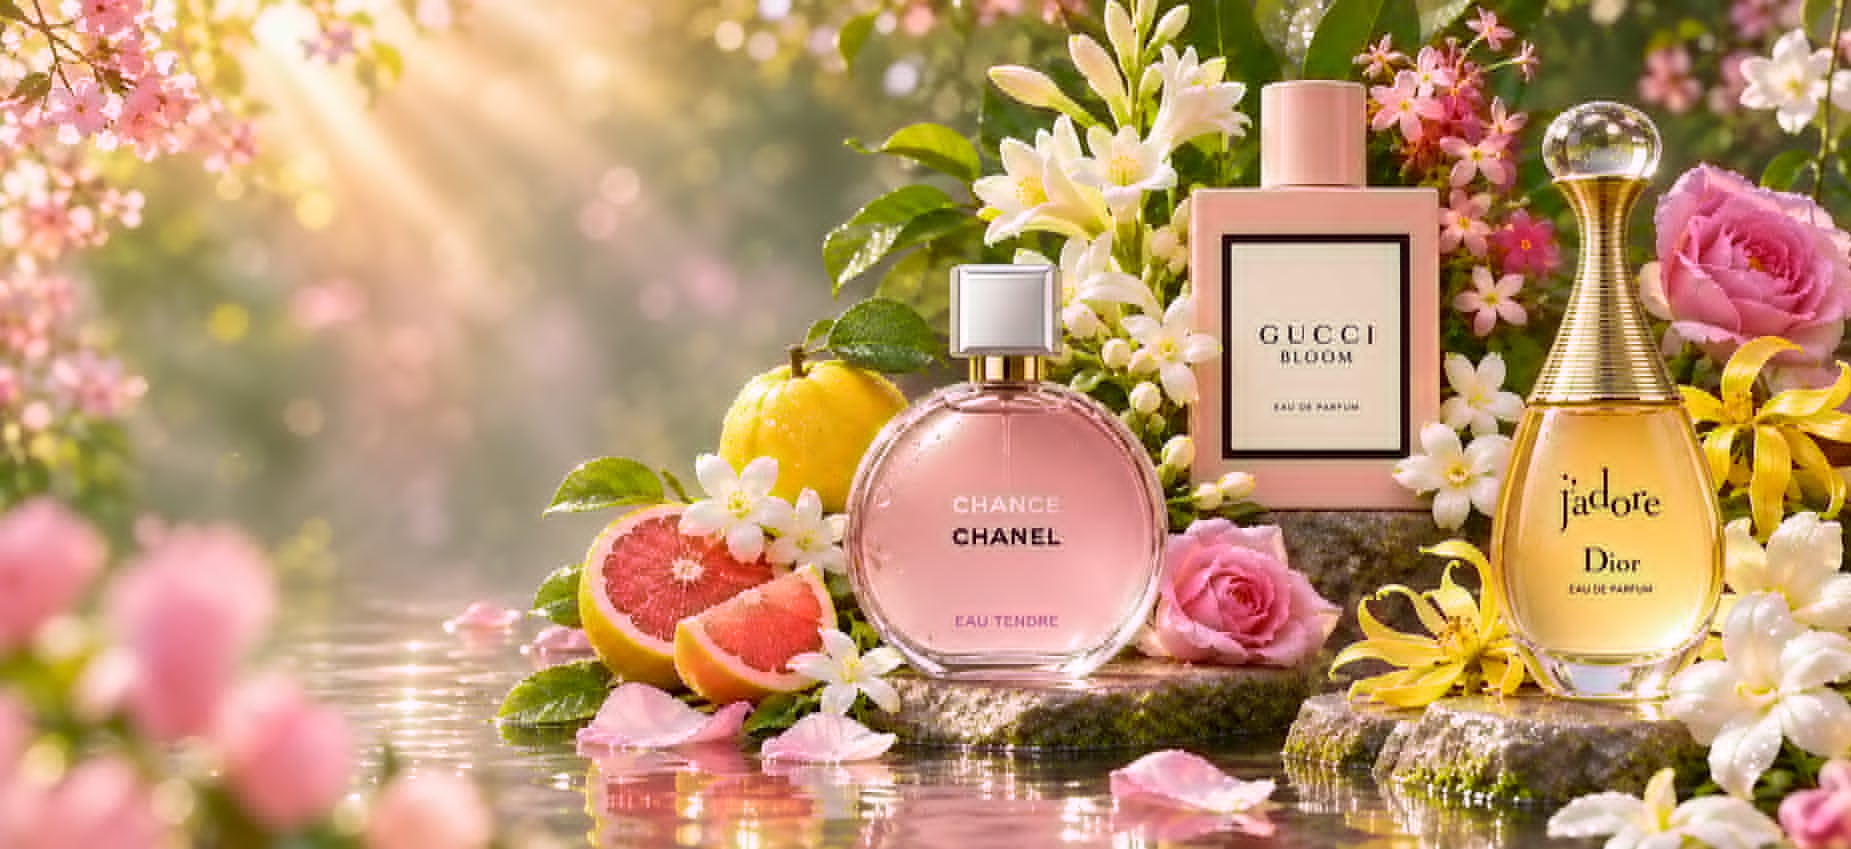 CHANCE
CHANEL
EAU TENDRE
GUCCI
BLOOM
EAU DE PARFUM
j'adore
Dior
EAU DE PARFUM